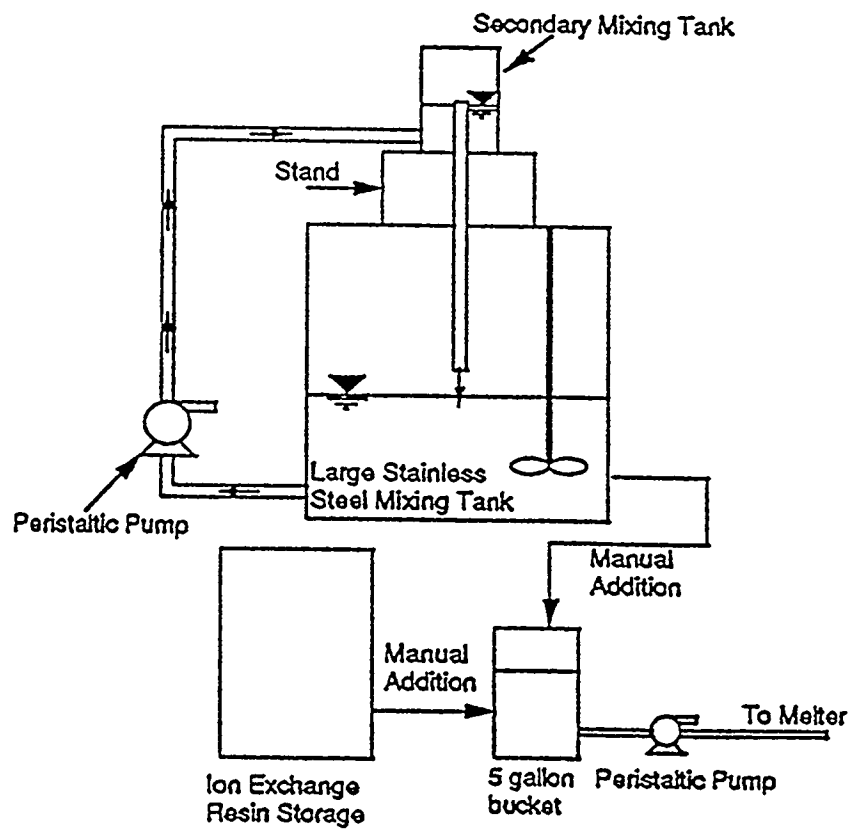 Secondary Mixing Tank
Stand
Large Stainless
Steel Mixing Tank
Peristaltic Pump
Manual
Addition
Manual
Addition
To Melter
Ion Exchange
Resin Storage
5 gallon
bucket
Peristaltic Pump